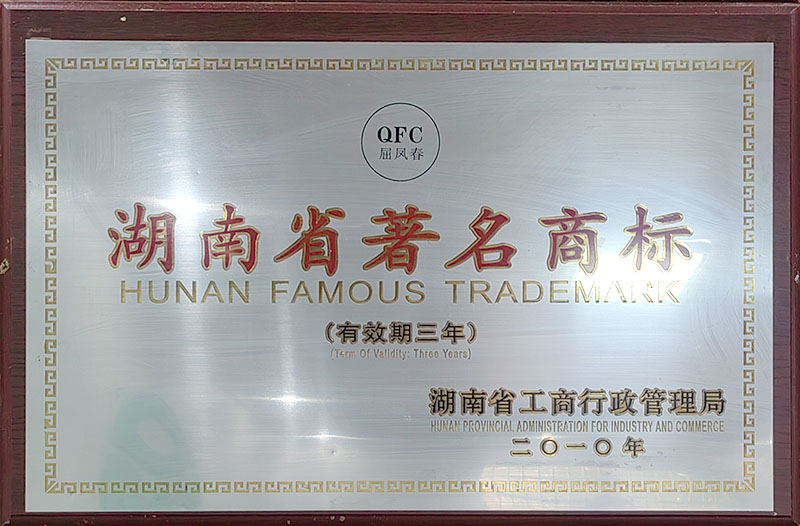 QFC
屈凤春
湖南省著名商标
HUNAN FAMOUS TRADEMARK
（有效期三年）
(Term Of Validity: Three Years)
湖南省工商行政管理局
HUNAN PROVINCIAL ADMINISTRATION FOR INDUSTRY AND COMMERCE
二〇一〇年